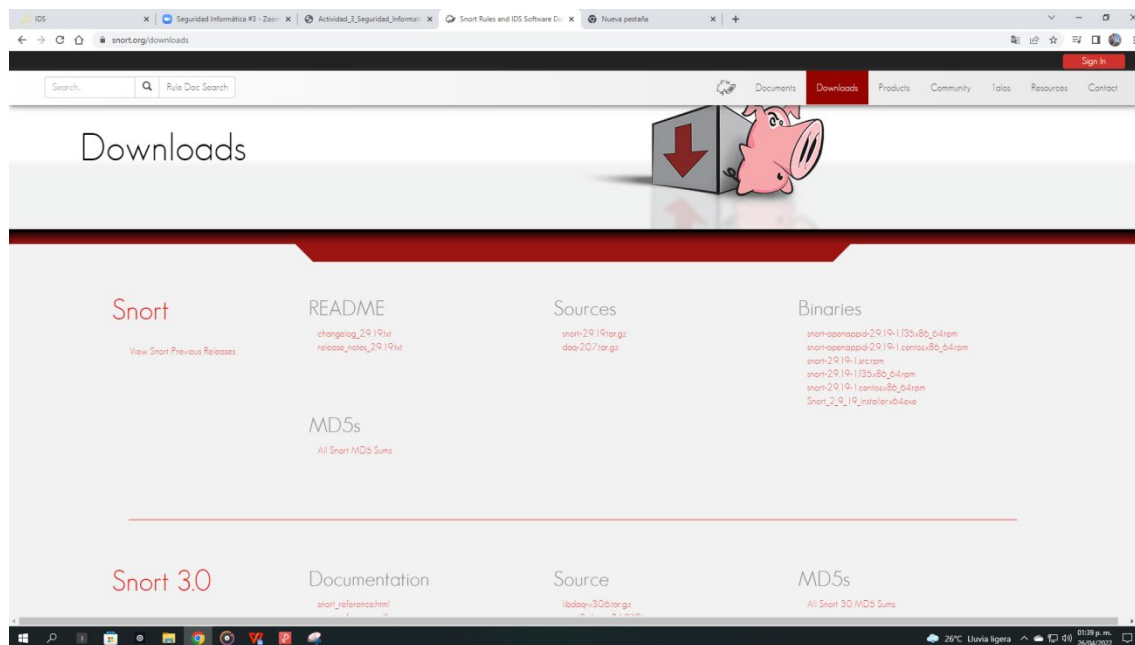 IDS
Seguridad Informática #3 - Zoom
Actividad_3_Seguridad_Informati
Snort Rules and IDS Software Do
Nueva pestaña
snort.org/downloads
Sign In
Search..
Rule Doc Search
Documents
Downloads
Products
Community
Talos
Resources
Contact
Downloads
Snort
View Snort Previous Releases
README
changelog_2.9.19.txt
release_notes_2.9.19.txt
Sources
snort-2.9.19.tar.gz
daq-2.0.7.tar.gz
Binaries
snort-openappid-2.9.19-1.f35.x86_64.rpm
snort-openappid-2.9.19-1.centos.x86_64.rpm
snort-2.9.19-1.src.rpm
snort-2.9.19-1.f35.x86_64.rpm
snort-2.9.19-1.centos.x86_64.rpm
Snort_2_9_19_Installer.x64.exe
MD5s
All Snort MD5 Sums
Snort 3.0
Documentation
snort_reference.html
Source
libdaq-v3.0.6.tar.gz
MD5s
All Snort 3.0 MD5 Sums
26°C Lluvia ligera
01:39 p. m.
26/04/2022